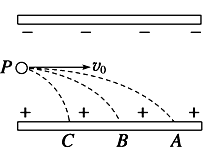 − − − −
P v₀
+ + + +
C B A